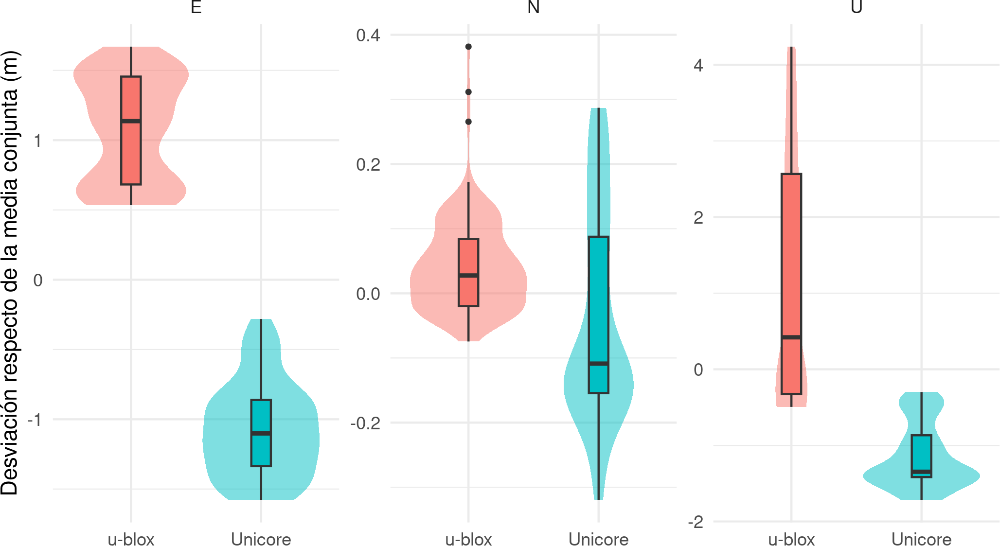 E
N
U
Desviación respecto de la media conjunta (m)
1
0
-1
0.4
0.2
0.0
-0.2
4
2
0
-2
u-blox
Unicore
u-blox
Unicore
u-blox
Unicore